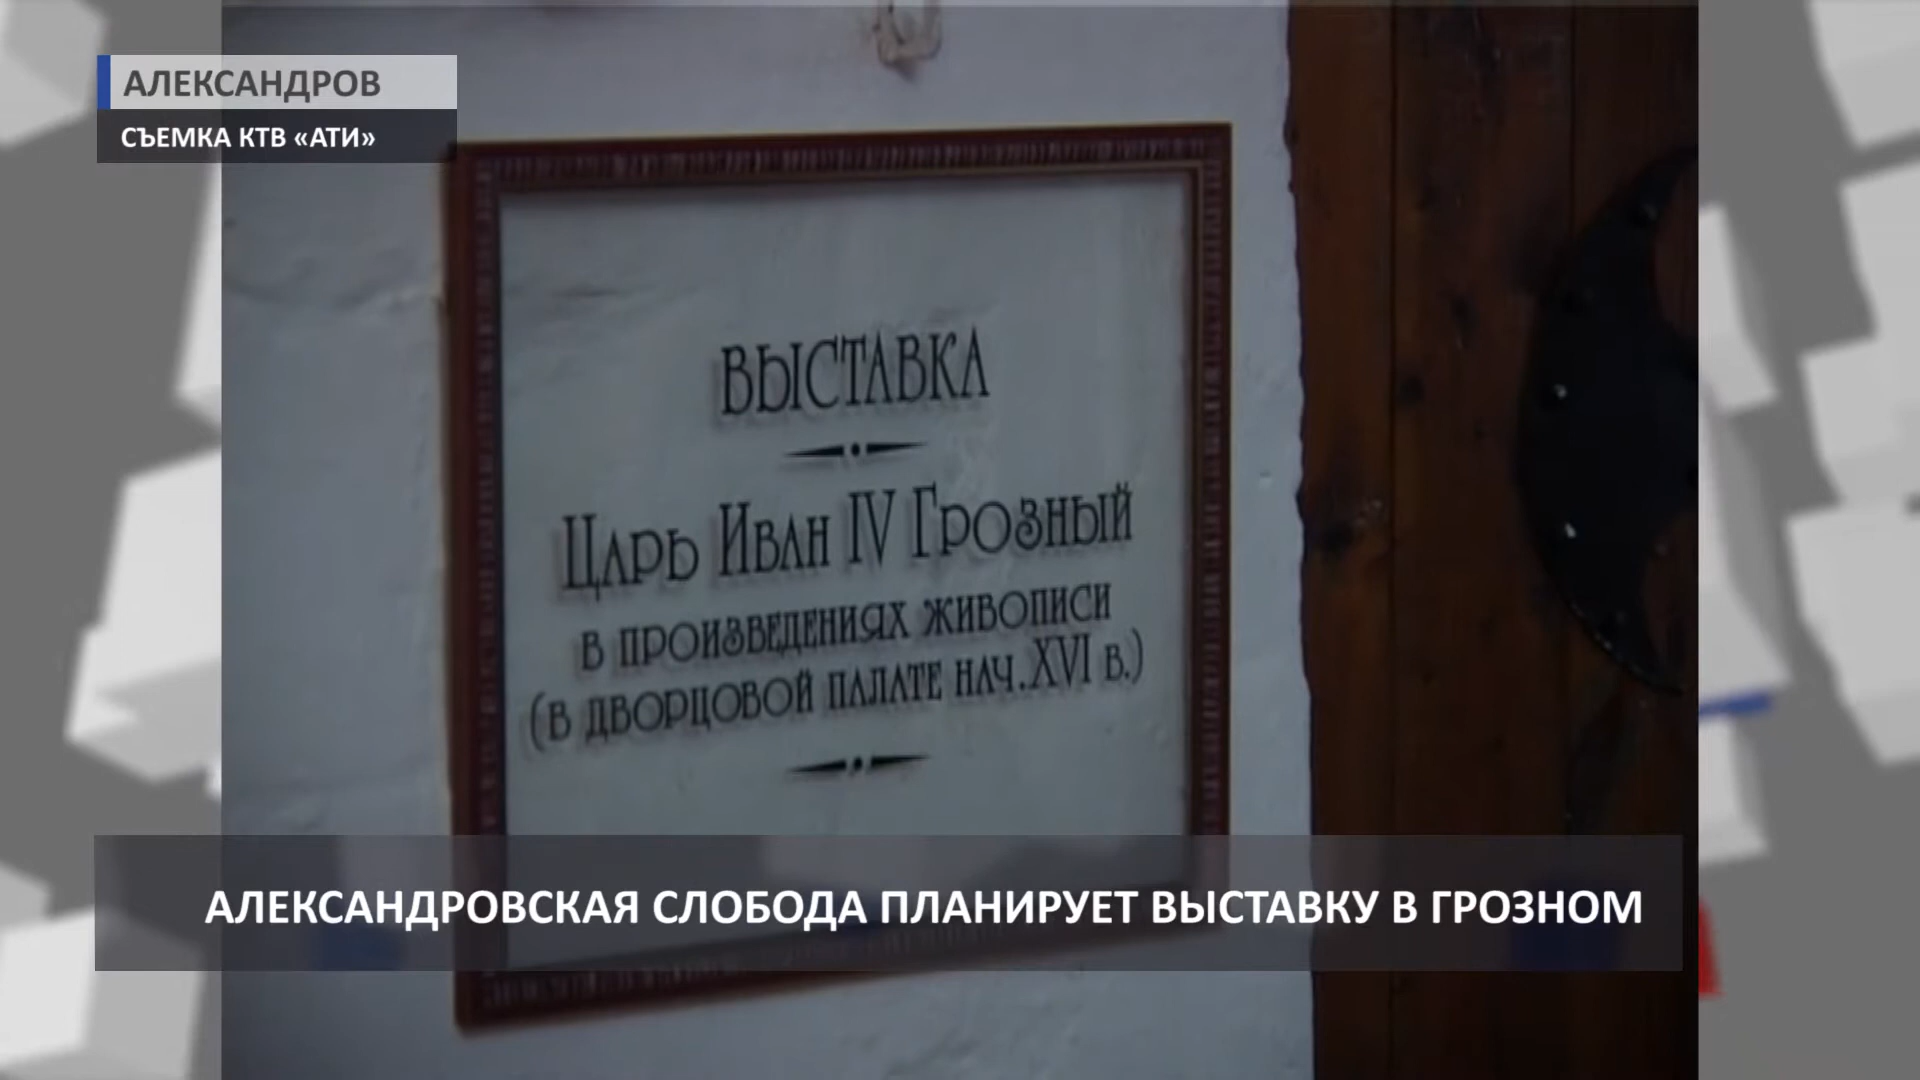 АЛЕКСАНДРОВ
СЪЕМКА КТВ «АТИ»
ВЫСТАВКА
ЦАРЬ ИВАН IV ГРОЗНЫЙ
В ПРОИЗВЕДЕНИЯХ ЖИВОПИСИ
(В ДВОРЦОВОЙ ПАЛАТЕ НАЧ. XVI В.)
АЛЕКСАНДРОВСКАЯ СЛОБОДА ПЛАНИРУЕТ ВЫСТАВКУ В ГРОЗНОМ